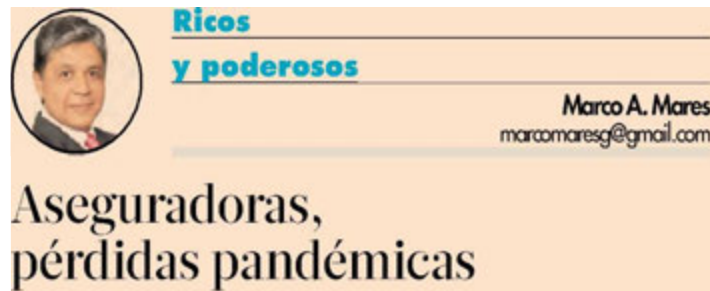 Ricos
y poderosos
Marco A. Mares
marcomaresg@gmail.com
Aseguradoras,
pérdidas pandémicas